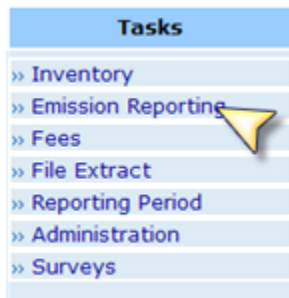 Tasks
» Inventory
» Emission Reporting
» Fees
» File Extract
» Reporting Period
» Administration
» Surveys